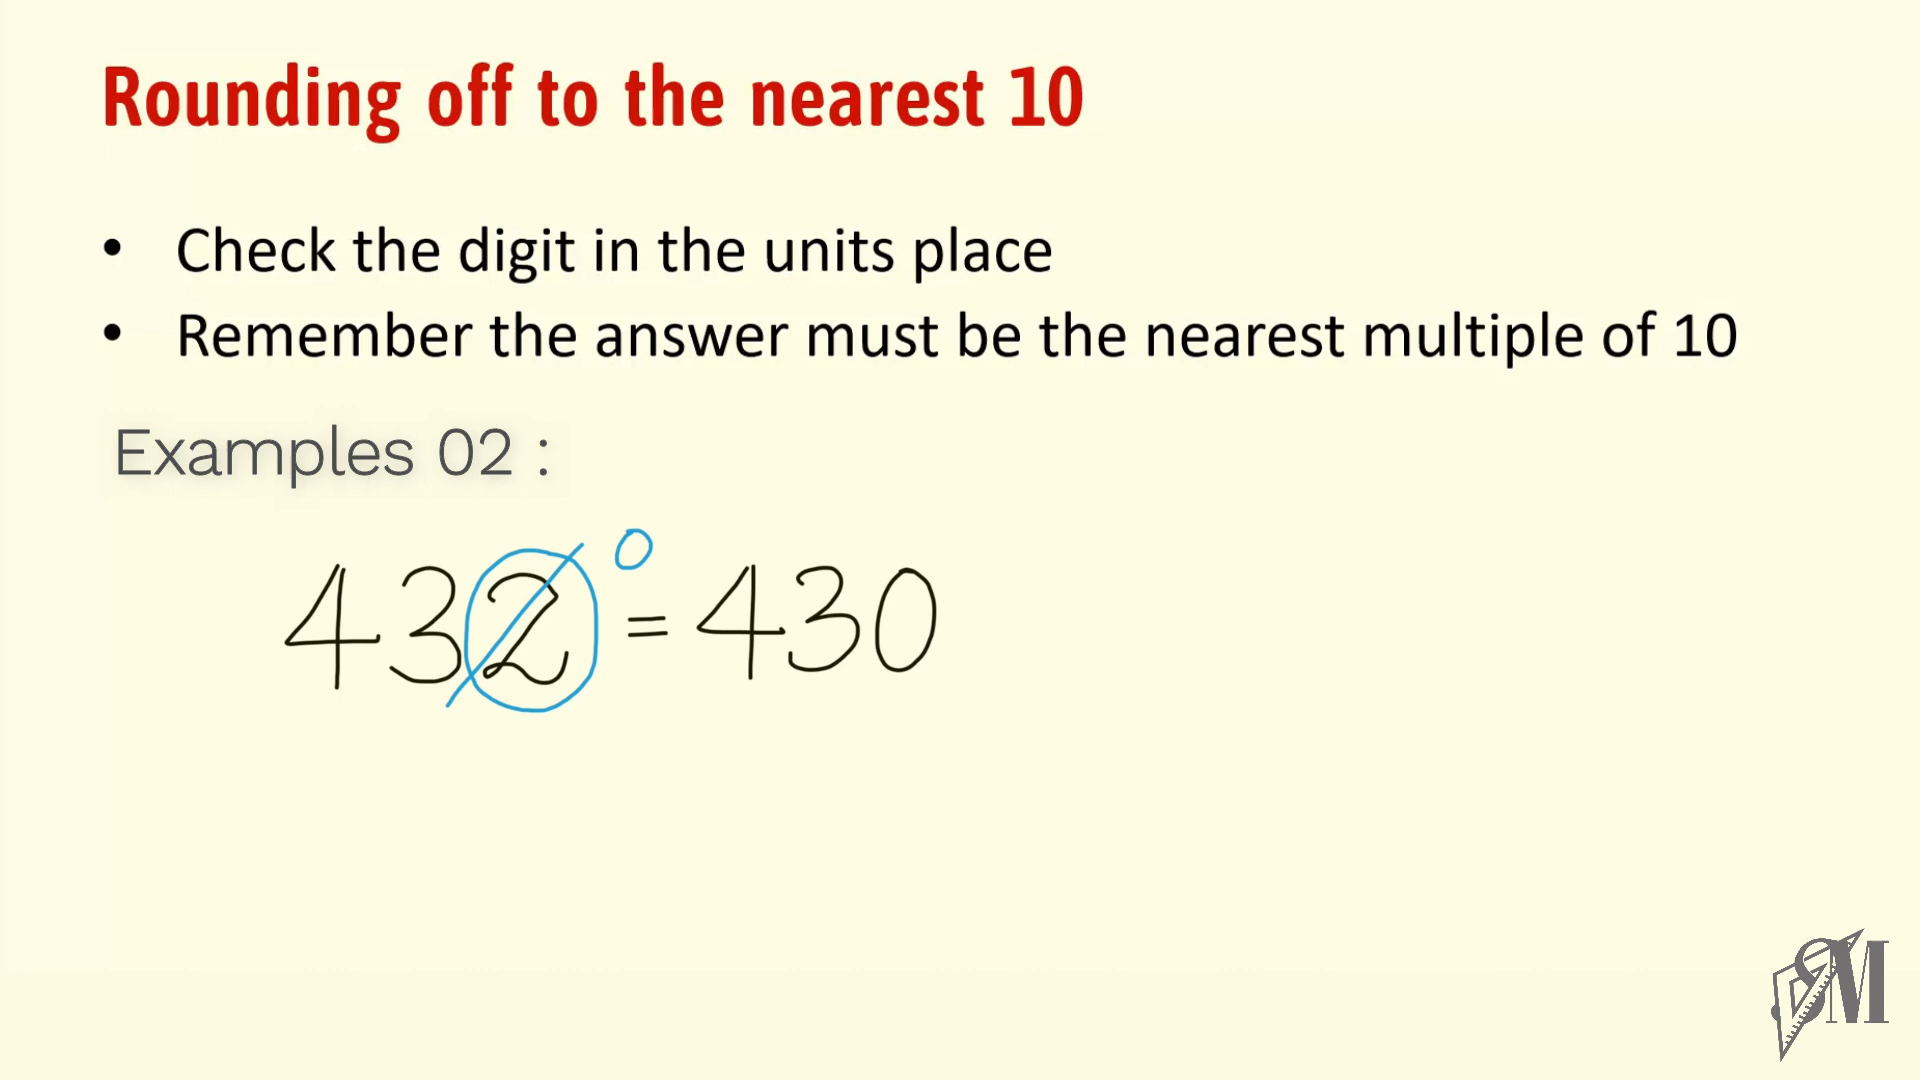 Rounding off to the nearest 10
• Check the digit in the units place
• Remember the answer must be the nearest multiple of 10
Examples 02 :
0
432 = 430
SM